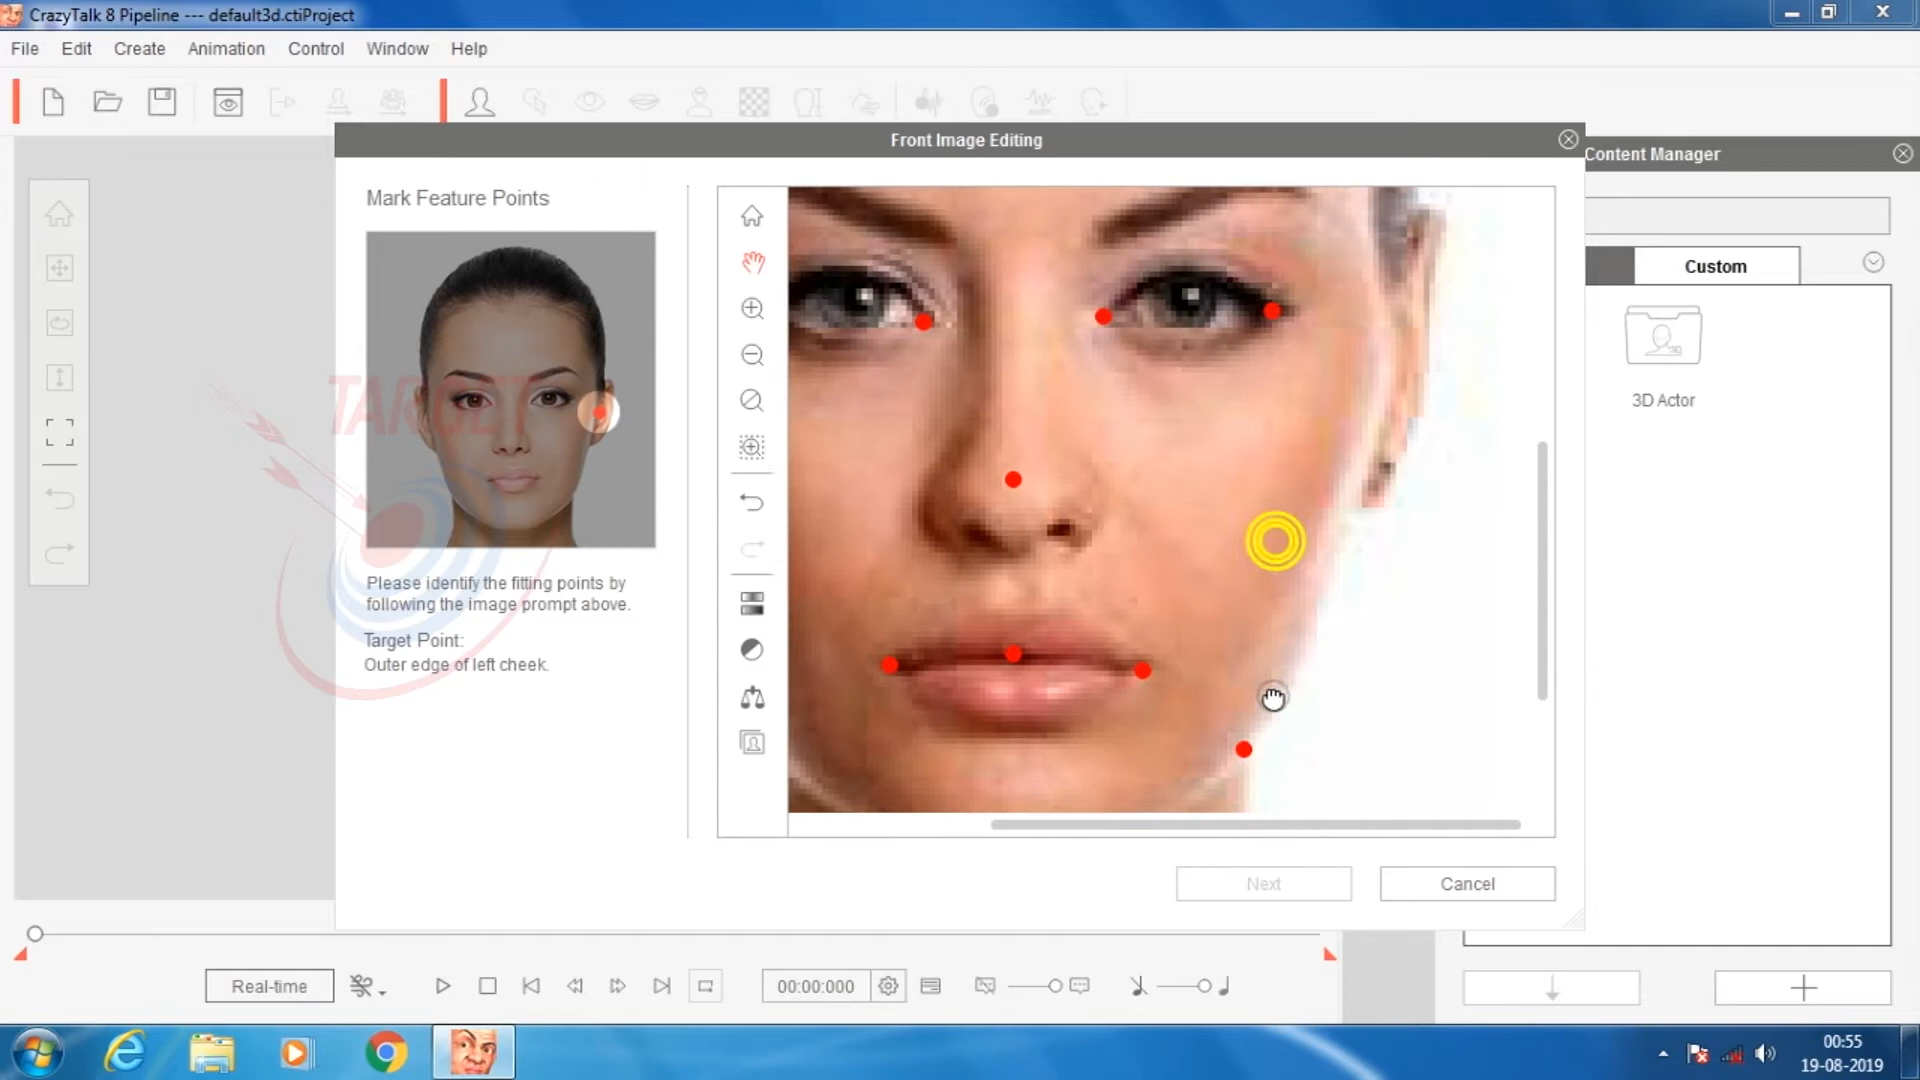 CrazyTalk 8 Pipeline --- default3d.ctiProject
File Edit Create Animation Control Window Help
Front Image Editing
Content Manager
Mark Feature Points
Custom
3D Actor
TARGET
Please identify the fitting points by
following the image prompt above.
Target Point:
Outer edge of left cheek.
Next Cancel
Real-time 00:00:000
00:55
19-08-2019